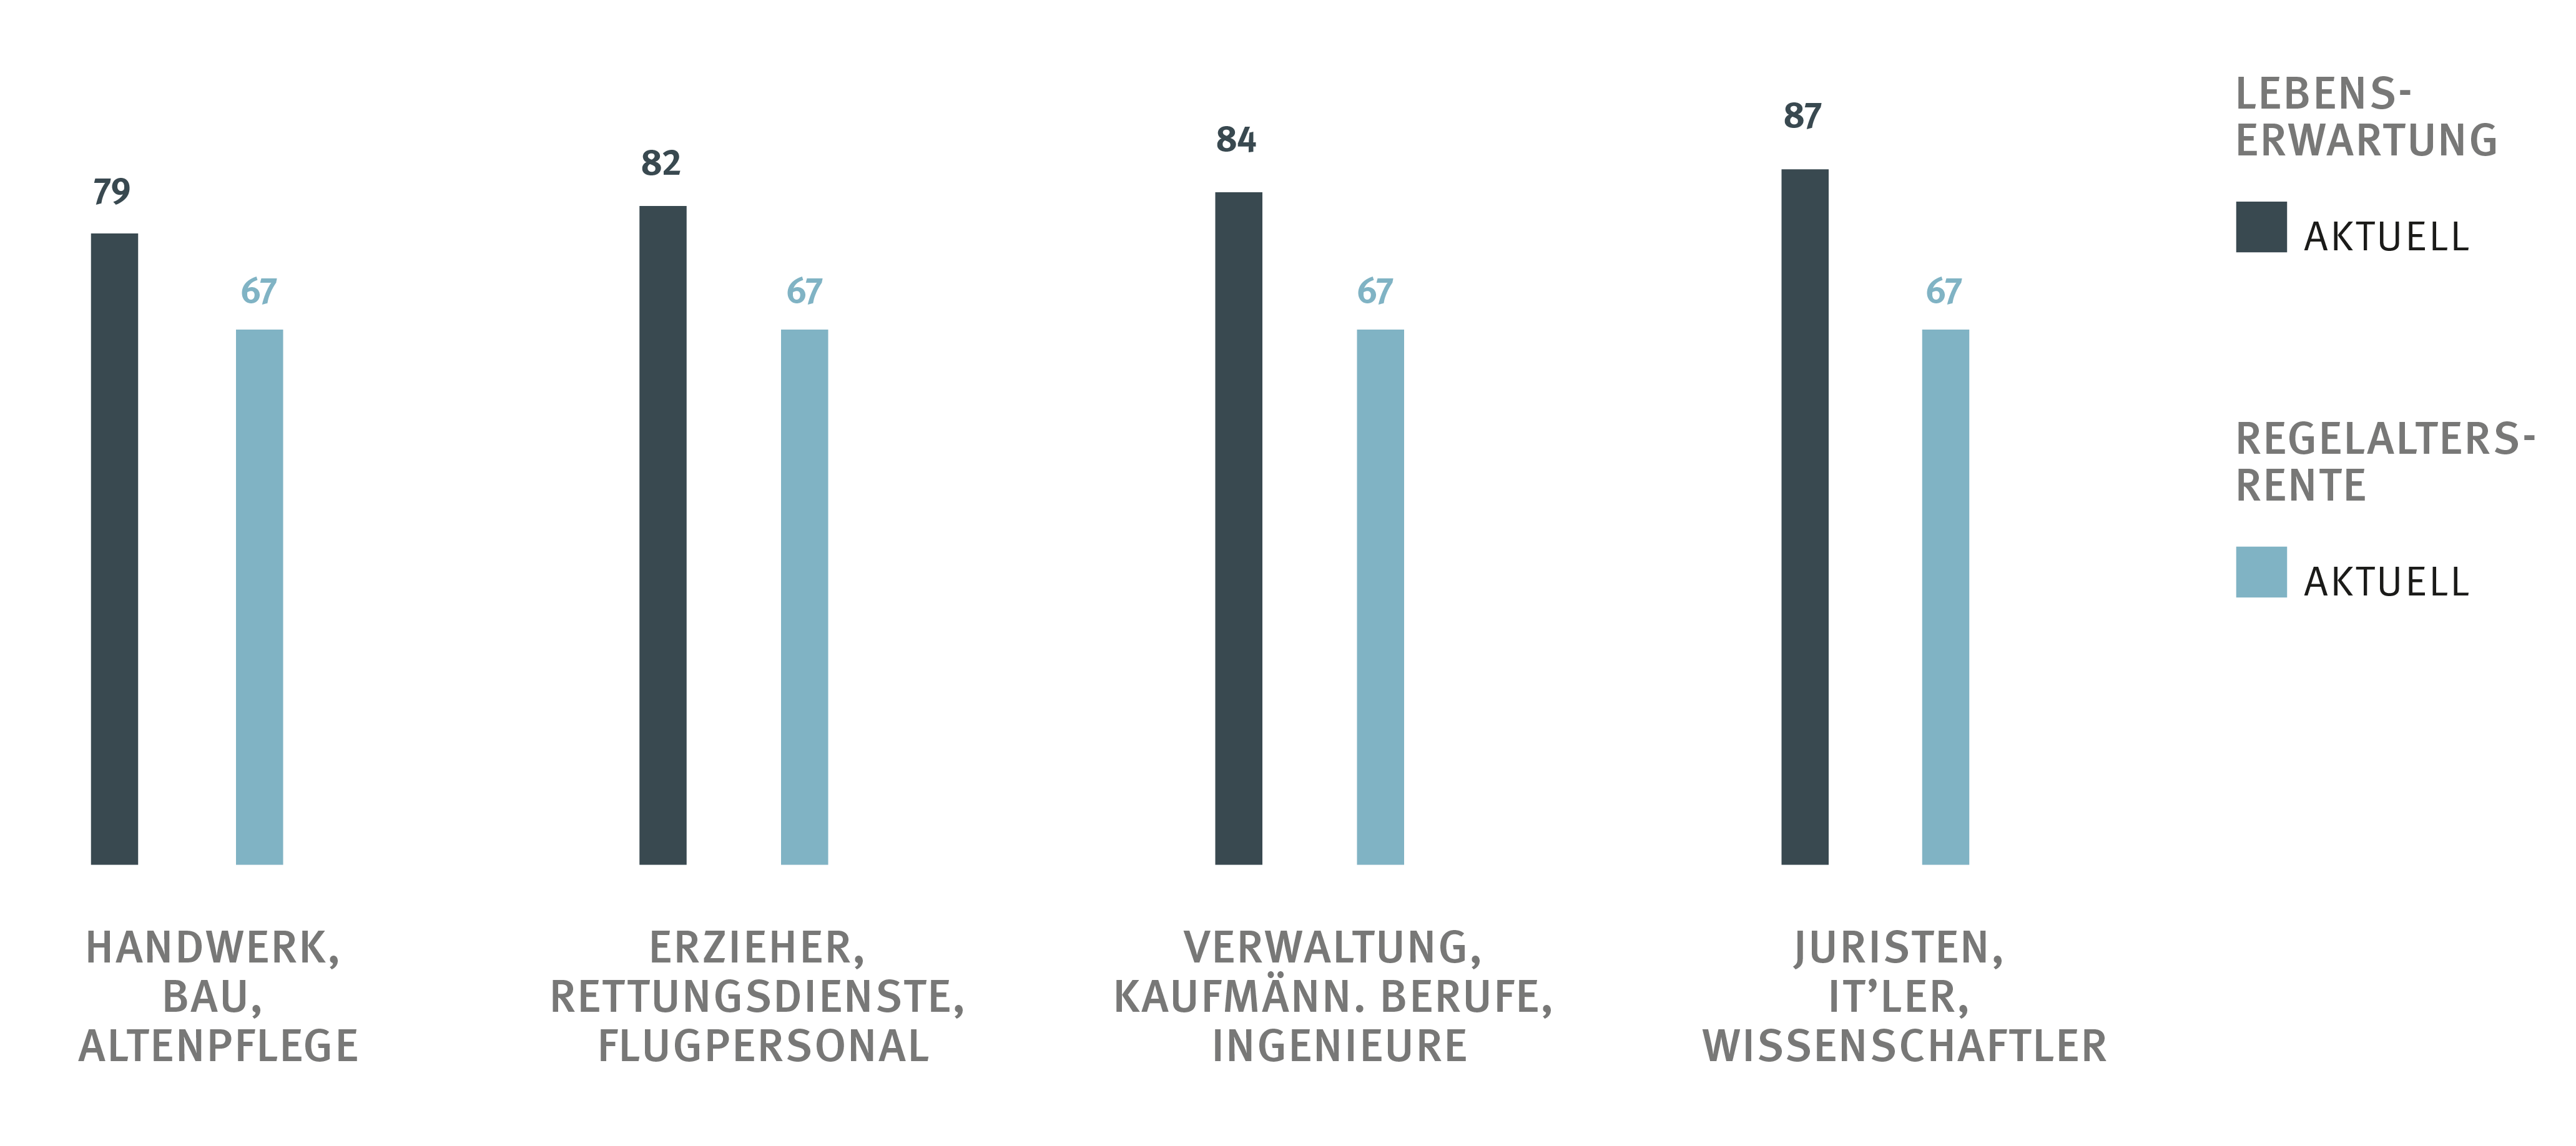 79
67
82
67
84
67
87
67
HANDWERK,
BAU,
ALTENPFLEGE
ERZIEHER,
RETTUNGSDIENSTE,
FLUGPERSONAL
VERWALTUNG,
KAUFMÄNN. BERUFE,
INGENIEURE
JURISTEN,
IT’LER,
WISSENSCHAFTLER
LEBENS-
ERWARTUNG
AKTUELL
REGELALTERS-
RENTE
AKTUELL